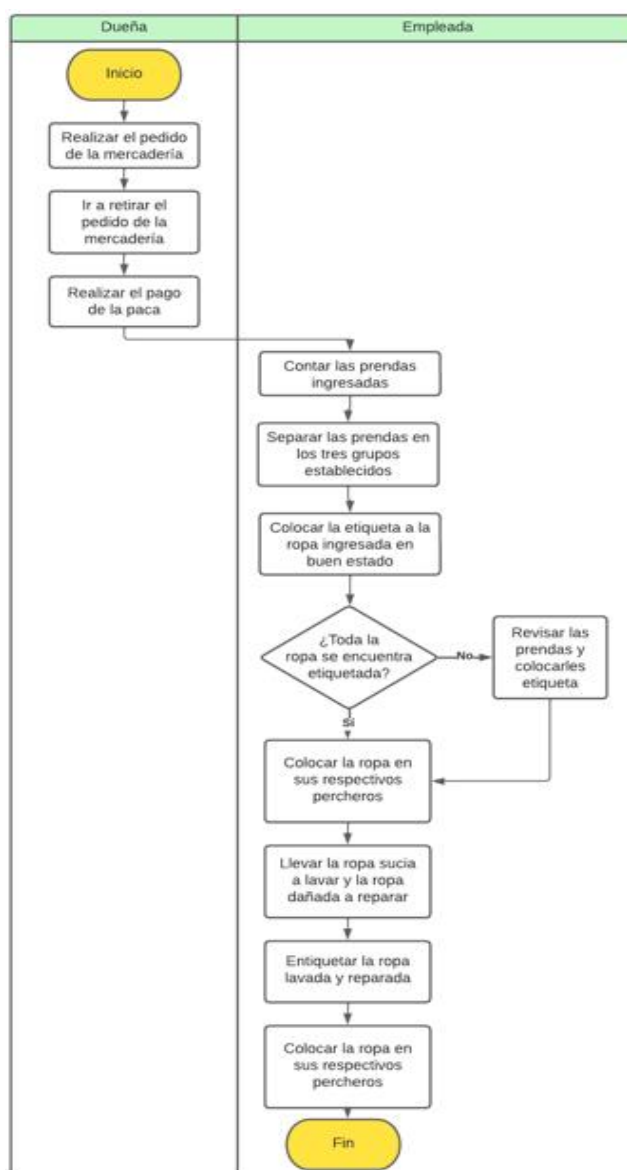 Dueña
Empleada
Inicio
Realizar el pedido
de la mercadería
Ir a retirar el
pedido de la
mercadería
Realizar el pago
de la paca
Contar las prendas
ingresadas
Separar las prendas en
los tres grupos
establecidos
Colocar la etiqueta a la
ropa ingresada en
buen estado
¿Toda la
ropa se encuentra
etiquetada?
No
Revisar las
prendas y
colocarles
etiqueta
Si
Colocar la ropa en
sus respectivos
percheros
Llevar la ropa sucia
a lavar y la ropa
dañada a reparar
Entiquetar la ropa
lavada y reparada
Colocar la ropa en
sus respectivos
percheros
Fin